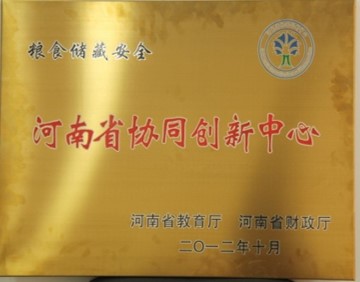 粮食储藏安全
河南省协同创新中心
河南省教育厅 河南省财政厅
二〇一二年十月